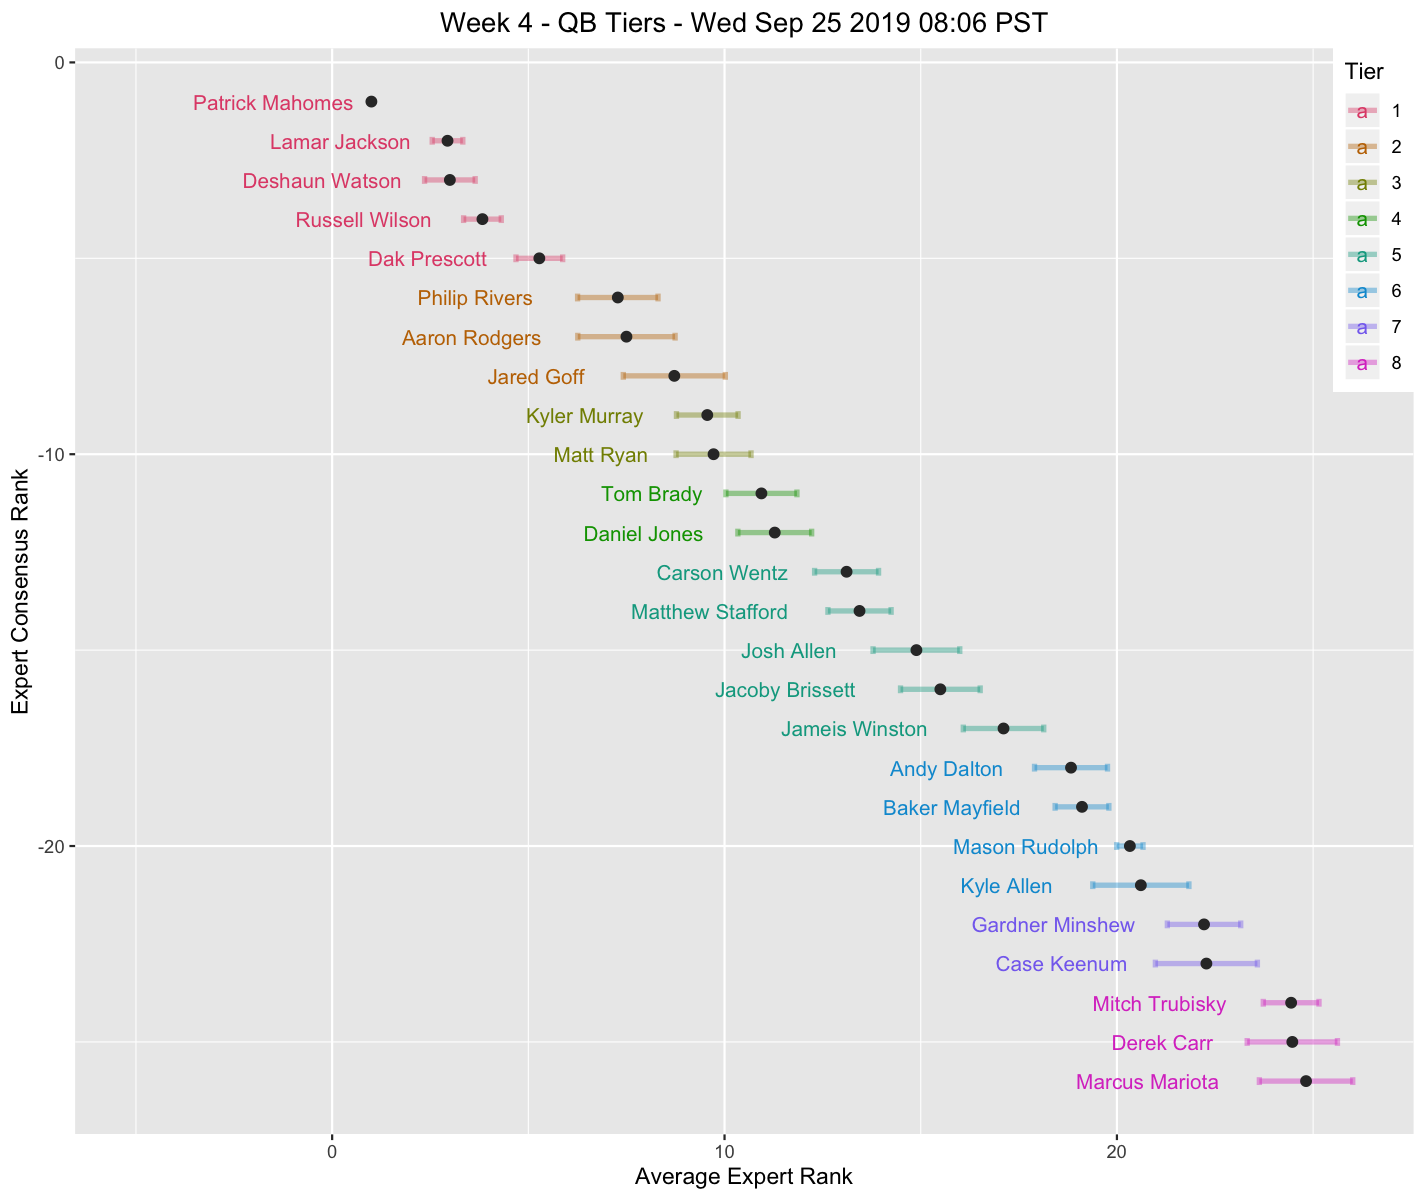 Week 4 - QB Tiers - Wed Sep 25 2019 08:06 PST
Tier
a 1
a 2
a 3
a 4
a 5
a 6
a 7
a 8
Expert Consensus Rank
0
-10
-20
Patrick Mahomes
Lamar Jackson
Deshaun Watson
Russell Wilson
Dak Prescott
Philip Rivers
Aaron Rodgers
Jared Goff
Kyler Murray
Matt Ryan
Tom Brady
Daniel Jones
Carson Wentz
Matthew Stafford
Josh Allen
Jacoby Brissett
Jameis Winston
Andy Dalton
Baker Mayfield
Mason Rudolph
Kyle Allen
Gardner Minshew
Case Keenum
Mitch Trubisky
Derek Carr
Marcus Mariota
0 10 20
Average Expert Rank